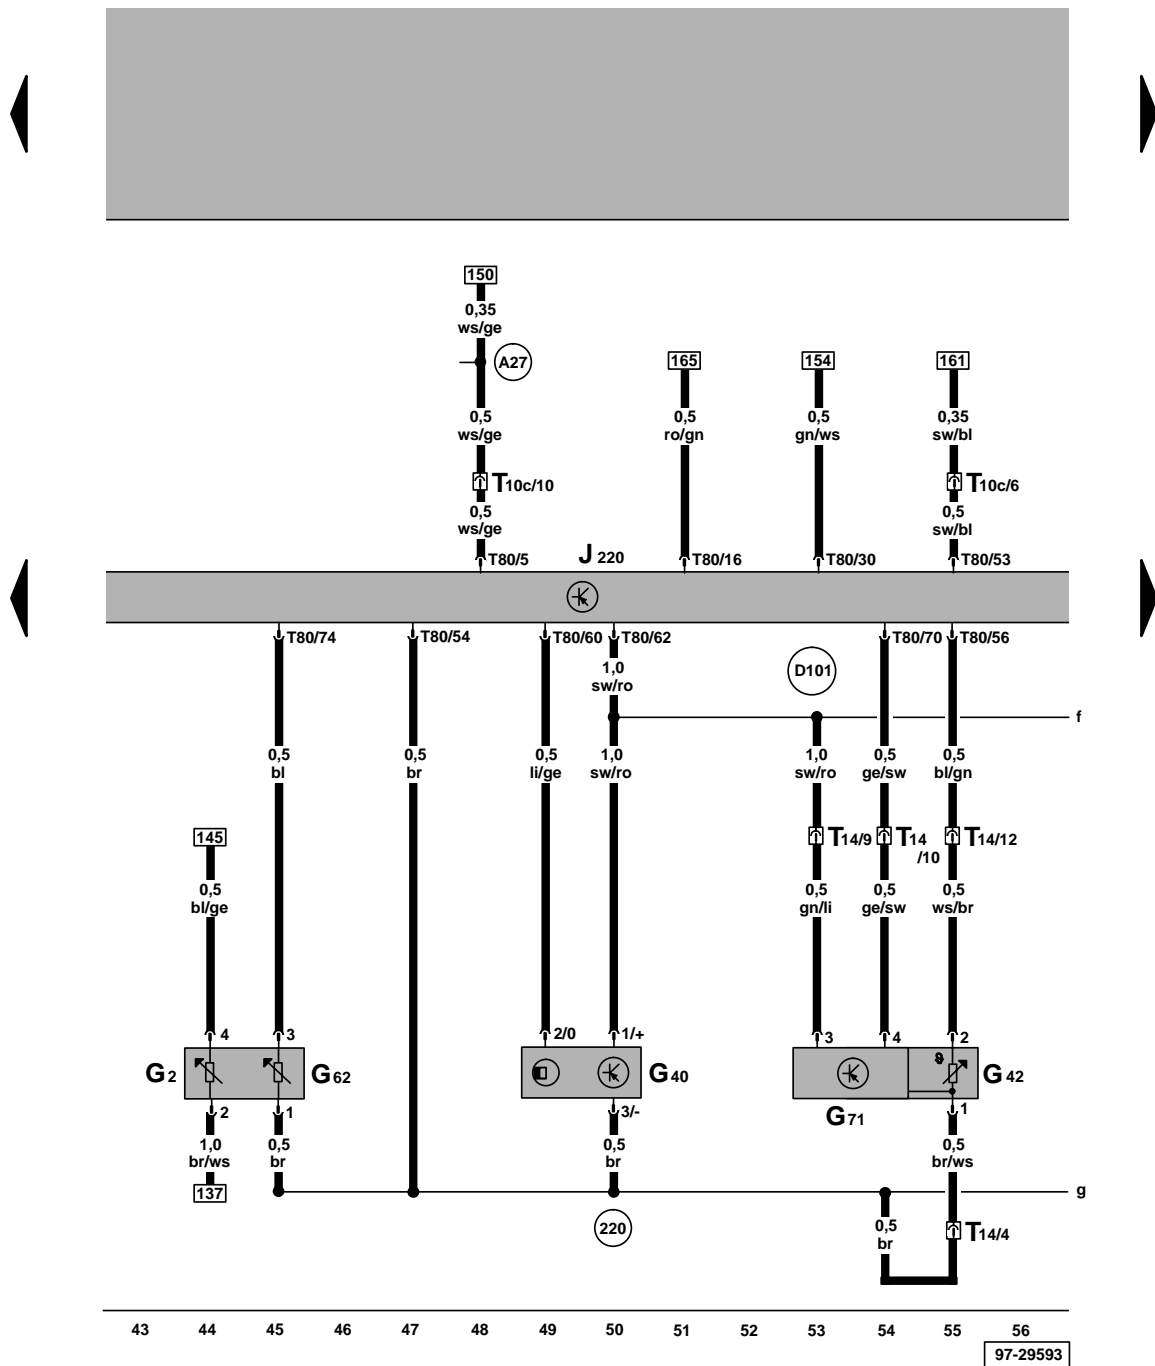 150
0,35
ws/ge
A27
165
154
161
0,5
ws/ge
0,5
ro/gn
0,5
gn/ws
0,35
sw/bl
T10c/10
T10c/6
0,5
ws/ge
0,5
sw/bl
T80/5
J 220
T80/16
T80/30
T80/53
T80/74
T80/54
T80/60
T80/62
T80/70
T80/56
1,0
sw/ro
D101
f
0,5
bl
0,5
br
0,5
li/ge
1,0
sw/ro
1,0
sw/ro
0,5
ge/sw
0,5
bl/gn
145
T14/9
T14
/10
T14/12
0,5
bl/ge
0,5
gn/li
0,5
ge/sw
0,5
ws/br
4
3
2/0
1/+
3
4
2
G2
G62
G40
G42
2
1
3/-
G71
1
1,0
br/ws
0,5
br
0,5
br
0,5
br/ws
137
g
220
0,5
br
T14/4
43 44 45 46 47 48 49 50 51 52 53 54 55 56
97-29593